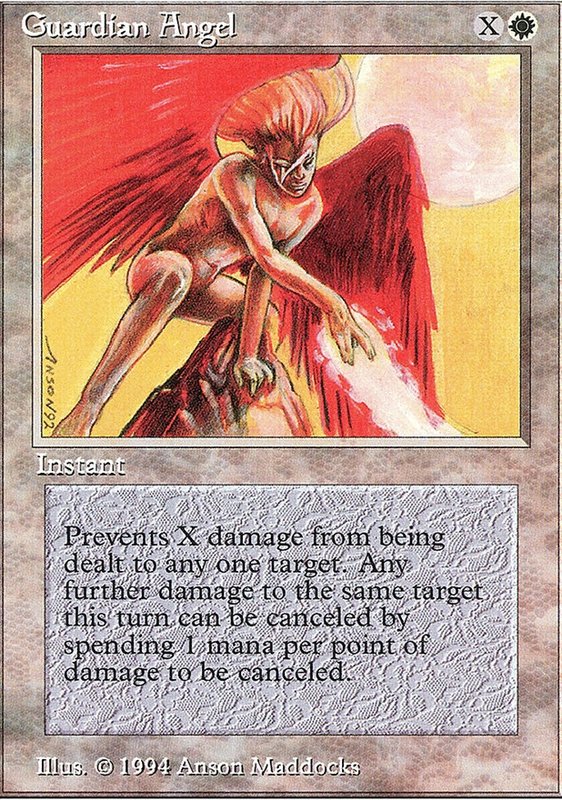 Guardian Angel X
ANSON92
Instant
Prevents X damage from being
dealt to any one target. Any
further damage to the same target
this turn can be canceled by
spending 1 mana per point of
damage to be canceled.
Illus. © 1994 Anson Maddocks